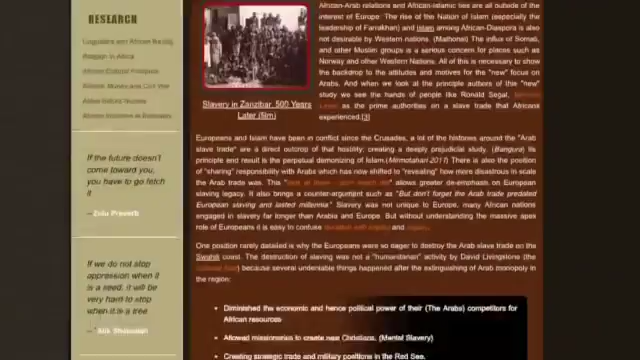 RESEARCH
Religion in Africa
If the future doesn't
come toward you,
you have to go fetch
it
-- Zulu Proverb
If we do not stop
oppression when it
is a seed, it will be
very hard to stop
when it is a tree
Slavery in Zanzibar, 500 Years
Later (film)
African-Arab relations and African-Islamic ties are all outside of the
interest of Europe. The rise of the Nation of Islam (especially the
leadership of Farrakhan) and Islam among African-Diaspora is also
not desirable by Western nations. (Mathone) The influx of Somali,
and other Muslim groups is a serious concern for places such as
Norway and other Western Nations. All of this is necessary to show
the backdrop to the attitudes and motives for the "new" focus on
Arabs. And when we look at the principle authors of this "new"
study we see the hands of people like Ronald Segal,
as the prime authorities on a slave trade that Africans
experienced.[3]
Europeans and Islam have been in conflict since the Crusades, a lot of the histories around the "Arab
slave trade" are a direct outcrop of that hostility; creating a deeply prejudicial study. (Bangura) Its
principle end result is the perpetual demonizing of Islam.(Mirmotahari 2011) There is also the position
of "sharing" responsibility with Arabs which has now shifted to "revealing" how more disastrous in scale
the Arab trade was. This allows greater de-emphasis on European
slaving legacy. It also brings a counter-argument such as "But don't forget the Arab trade predated
European slaving and lasted millennia." Slavery was not unique to Europe, many African nations
engaged in slavery far longer than Arabia and Europe. But without understanding the massive apex
role of Europeans it is easy to confuse
One position rarely detailed is why the Europeans were so eager to destroy the Arab slave trade on the
Swahili coast. The destruction of slaving was not a "humanitarian" activity by David Livingstone (the
because several undeniable things happened after the extinguishing of Arab monopoly in
the region:
Diminished the economic and hence political power of their (The Arabs) competitors for
African resources
Allowed missionaries to create new Christians. (Mental Slavery)
Creating strategic trade and military positions in the Red Sea.